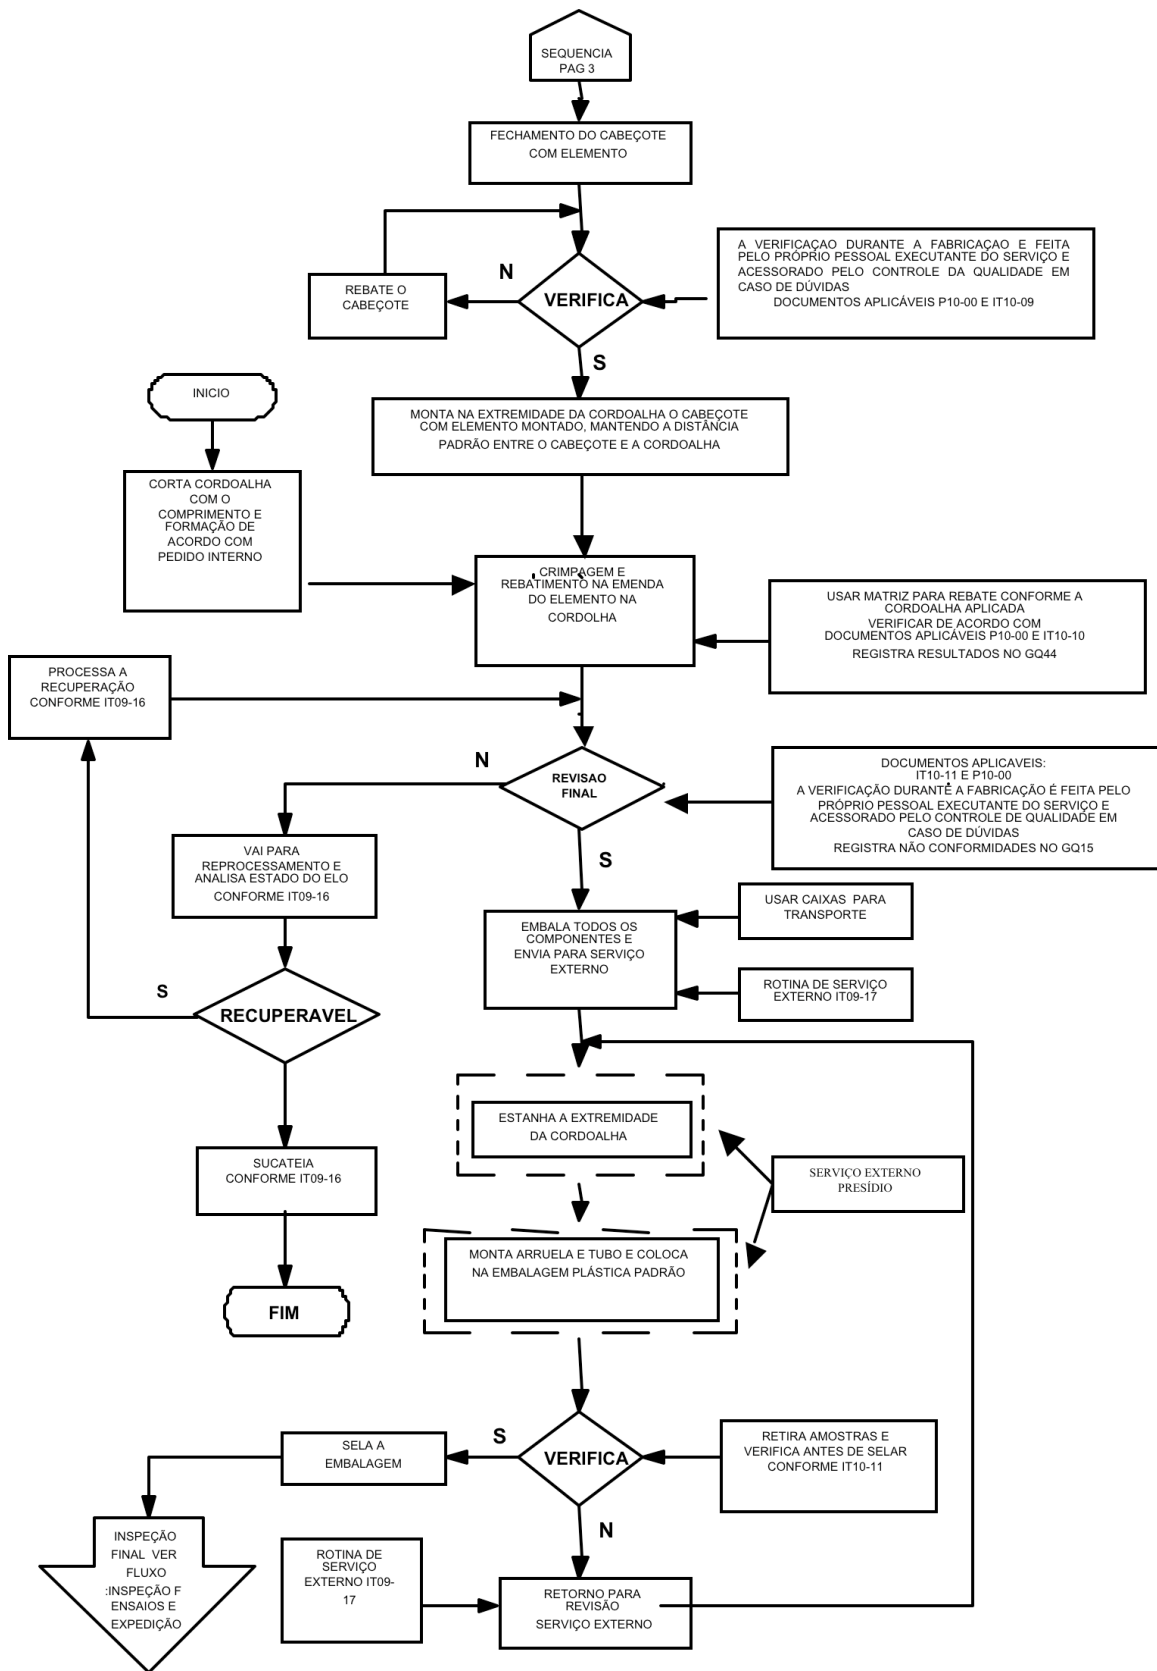 SEQUENCIA
PAG 3
FECHAMENTO DO CABEÇOTE
COM ELEMENTO
A VERIFICAÇAO DURANTE A FABRICAÇAO E FEITA
PELO PRÓPRIO PESSOAL EXECUTANTE DO SERVIÇO E
ACESSORADO PELO CONTROLE DA QUALIDADE EM
CASO DE DÚVIDAS
DOCUMENTOS APLICÁVEIS P10-00 E IT10-09
N
REBATE O
CABEÇOTE
VERIFICA
S
INICIO
MONTA NA EXTREMIDADE DA CORDOALHA O CABEÇOTE
COM ELEMENTO MONTADO, MANTENDO A DISTÂNCIA
PADRÃO ENTRE O CABEÇOTE E A CORDOALHA
CORTA CORDOALHA
COM O
COMPRIMENTO E
FORMAÇÃO DE
ACORDO COM
PEDIDO INTERNO
CRIMPAGEM E
REBATIMENTO NA EMENDA
DO ELEMENTO NA
CORDOLHA
USAR MATRIZ PARA REBATE CONFORME A
CORDOALHA APLICADA
VERIFICAR DE ACORDO COM
DOCUMENTOS APLICÁVEIS P10-00 E IT10-10
REGISTRA RESULTADOS NO GQ44
PROCESSA A
RECUPERAÇÃO
CONFORME IT09-16
N
REVISAO
FINAL
DOCUMENTOS APLICAVEIS:
IT10-11 E P10-00
A VERIFICAÇÃO DURANTE A FABRICAÇÃO É FEITA PELO
PRÓPRIO PESSOAL EXECUTANTE DO SERVIÇO E
ACESSORADO PELO CONTROLE DE QUALIDADE EM
CASO DE DÚVIDAS
REGISTRA NÃO CONFORMIDADES NO GQ15
VAI PARA
REPROCESSAMENTO E
ANALISA ESTADO DO ELO
CONFORME IT09-16
S
EMBALA TODOS OS
COMPONENTES E
ENVIA PARA SERVIÇO
EXTERNO
USAR CAIXAS PARA
TRANSPORTE
ROTINA DE SERVIÇO
EXTERNO IT09-17
S
RECUPERAVEL
ESTANHA A EXTREMIDADE
DA CORDOALHA
SUCATEIA
CONFORME IT09-16
SERVIÇO EXTERNO
PRESÍDIO
MONTA ARRUELA E TUBO E COLOCA
NA EMBALAGEM PLÁSTICA PADRÃO
FIM
S
SELA A
EMBALAGEM
VERIFICA
RETIRA AMOSTRAS E
VERIFICA ANTES DE SELAR
CONFORME IT10-11
N
INSPEÇÃO
FINAL VER
FLUXO
:INSPEÇÃO F
ENSAIOS E
EXPEDIÇÃO
ROTINA DE
SERVIÇO
EXTERNO IT09-
17
RETORNO PARA
REVISÃO
SERVIÇO EXTERNO